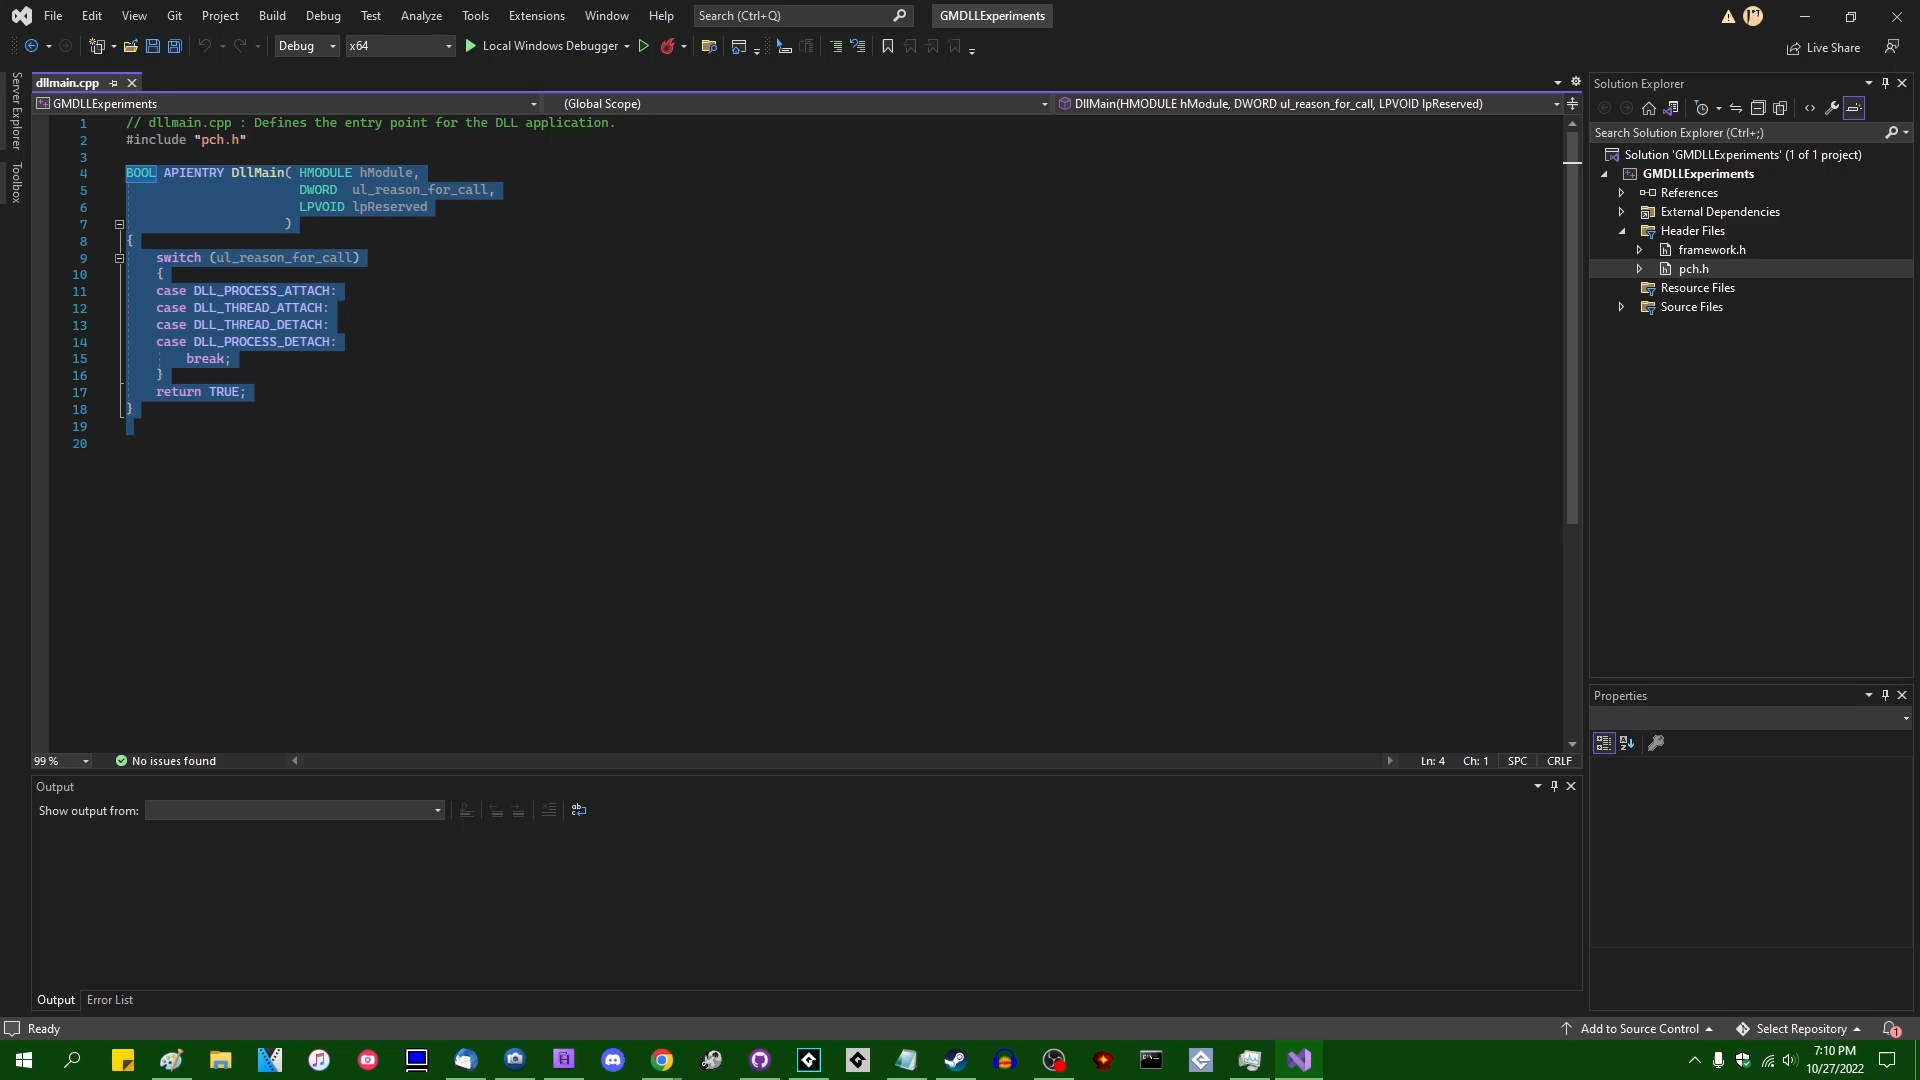 File Edit View Git Project Build Debug Test Analyze Tools Extensions Window Help Search (Ctrl+Q) GMDLLExperiments
Debug x64 Local Windows Debugger Live Share
Server Explorer
Toolbox
dllmain.cpp
GMDLLExperiments (Global Scope) DllMain(HMODULE hModule, DWORD ul_reason_for_call, LPVOID lpReserved)
1 // dllmain.cpp : Defines the entry point for the DLL application.
2 #include "pch.h"
3
4 BOOL APIENTRY DllMain( HMODULE hModule,
5 DWORD ul_reason_for_call,
6 LPVOID lpReserved
7 )
8 {
9 switch (ul_reason_for_call)
10 {
11 case DLL_PROCESS_ATTACH:
12 case DLL_THREAD_ATTACH:
13 case DLL_THREAD_DETACH:
14 case DLL_PROCESS_DETACH:
15 break;
16 }
17 return TRUE;
18 }
19
20
99 % No issues found Ln: 4 Ch: 1 SPC CRLF
Output
Show output from:
Output Error List
Solution Explorer
Search Solution Explorer (Ctrl+;)
Solution 'GMDLLExperiments' (1 of 1 project)
GMDLLExperiments
References
External Dependencies
Header Files
framework.h
pch.h
Resource Files
Source Files
Properties
Ready Add to Source Control Select Repository 1
7:10 PM
10/27/2022